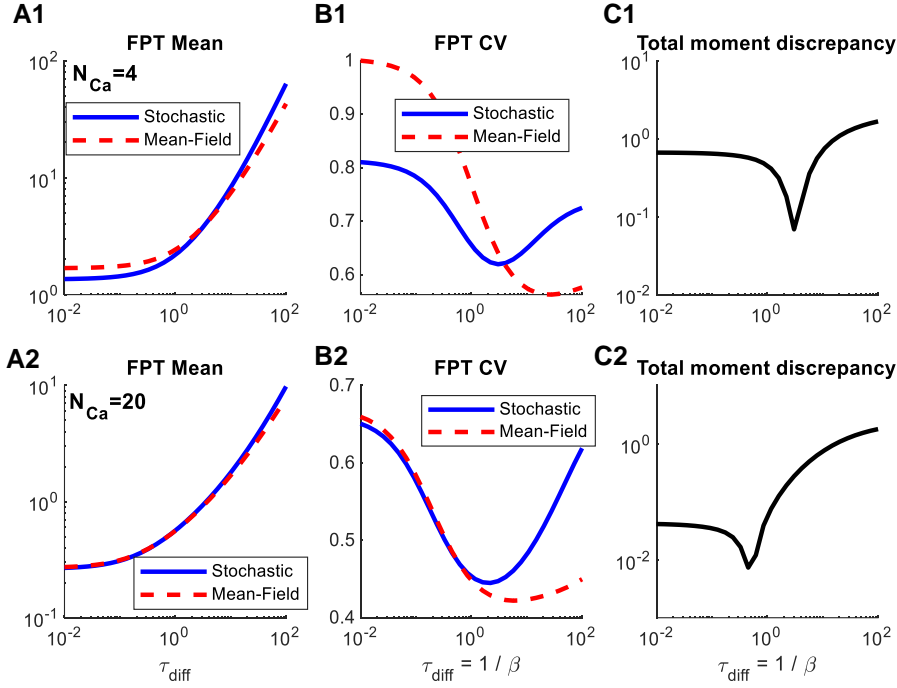 A1
FPT Mean
N_Ca=4
Stochastic
Mean-Field
10^2
10^1
10^0
10^-2 10^0 10^2
B1
FPT CV
Stochastic
Mean-Field
1
0.9
0.8
0.7
0.6
10^-2 10^0 10^2
C1
Total moment discrepancy
10^1
10^0
10^-1
10^-2
10^-2 10^0 10^2
A2
FPT Mean
N_Ca=20
Stochastic
Mean-Field
10^1
10^0
10^-1
10^-2 10^0 10^2
τ_diff
B2
FPT CV
Stochastic
Mean-Field
0.7
0.6
0.5
0.4
10^-2 10^0 10^2
τ_diff = 1 / β
C2
Total moment discrepancy
10^0
10^-2
10^-2 10^0 10^2
τ_diff = 1 / β